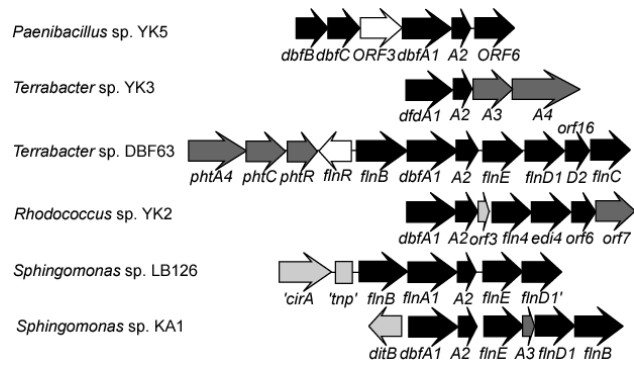 Paenibacillus sp. YK5
dbfB dbfC ORF3 dbfA1 A2 ORF6
Terrabacter sp. YK3
dfdA1 A2 A3 A4
orf16
Terrabacter sp. DBF63
phtA4 phtC phtR flnR flnB dbfA1 A2 flnE flnD1 D2 flnC
Rhodococcus sp. YK2
dbfA1 A2 orf3 fln4 edi4 orf6 orf7
Sphingomonas sp. LB126
'cirA 'tnp' flnB flnA1 A2 flnE flnD1'
Sphingomonas sp. KA1
ditB dbfA1 A2 flnE A3 flnD1 flnB